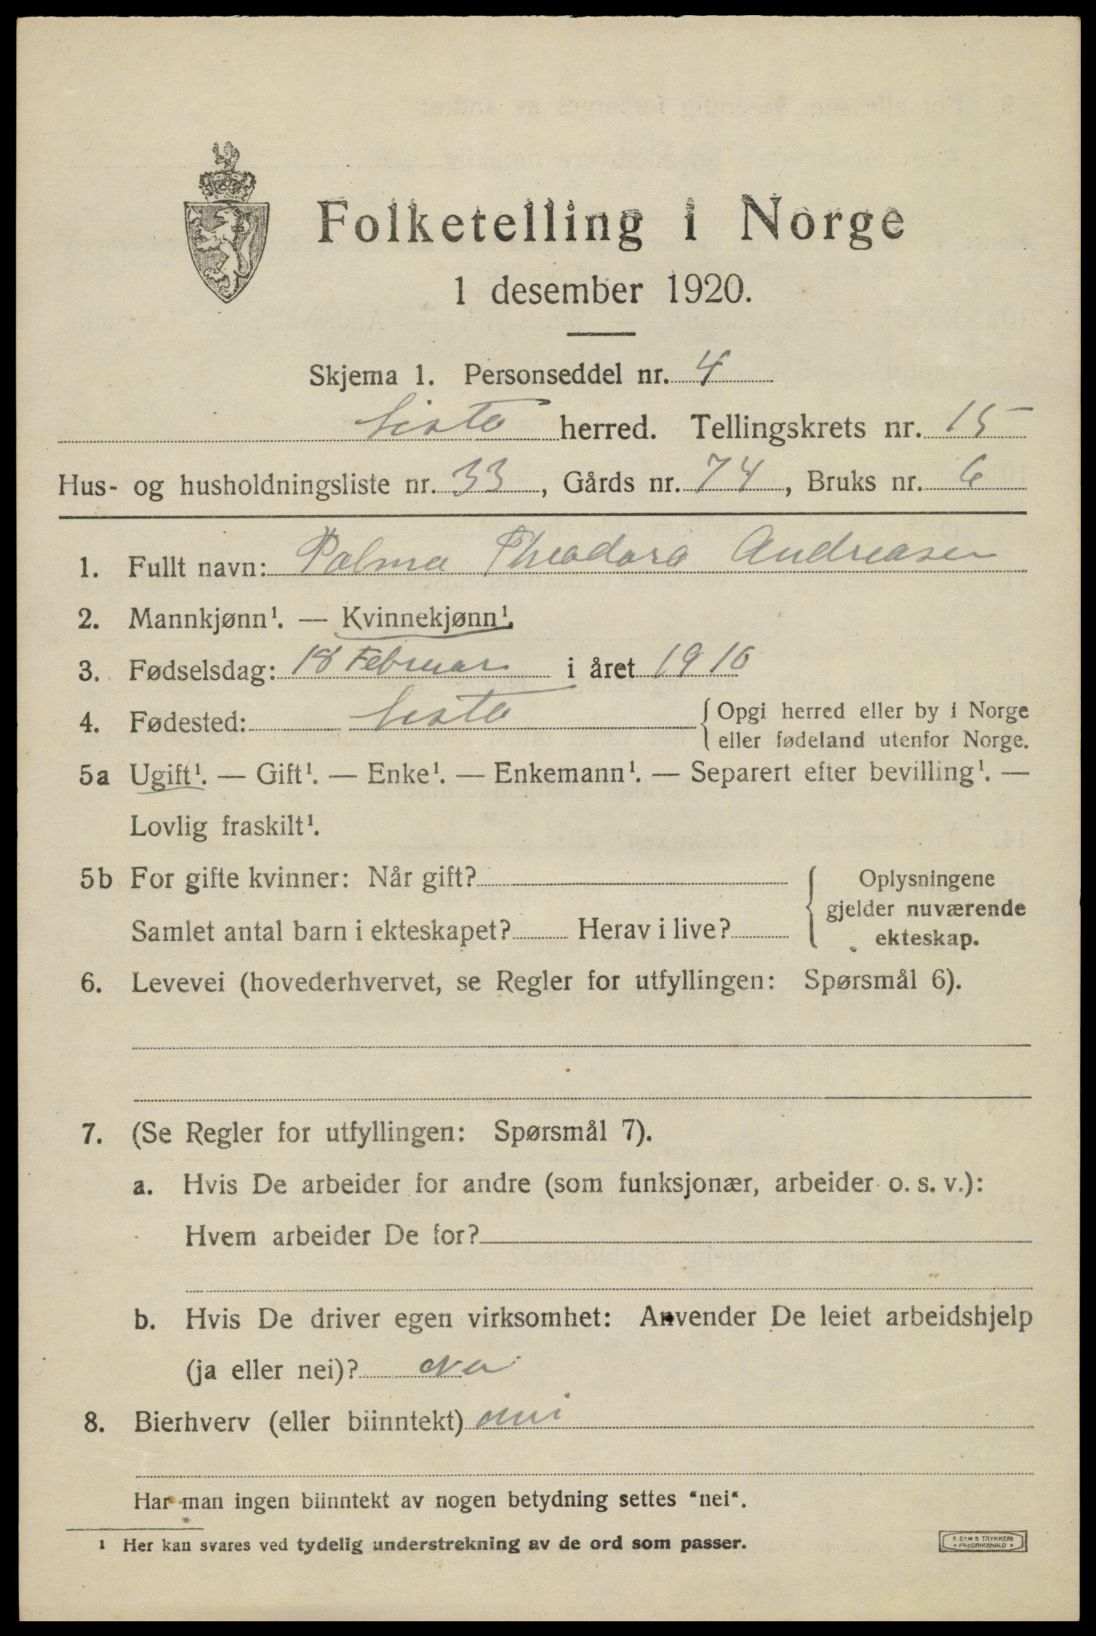 Folketelling i Norge
1 desember 1920.
Skjema 1. Personseddel nr. 4
Lista herred. Tellingskrets nr. 15
Hus- og husholdningsliste nr. 33, Gårds nr. 74, Bruks nr. 6
1. Fullt navn: Palma Theodora Andreasen
2. Mannkjønn¹. — Kvinnekjønn¹.
3. Fødselsdag: 18 Februar i året 1910
4. Fødested: Lista {Opgi herred eller by i Norge
eller fødeland utenfor Norge.
5a Ugift¹. — Gift¹. — Enke¹. — Enkemann¹. — Separert efter bevilling¹. —
Lovlig fraskilt¹.
5b For gifte kvinner: Når gift? { Oplysningene
gjelder nuværende
Samlet antal barn i ekteskapet? Herav i live? ekteskap.
6. Levevei (hovederhvervet, se Regler for utfyllingen: Spørsmål 6).
7. (Se Regler for utfyllingen: Spørsmål 7).
a. Hvis De arbeider for andre (som funksjonær, arbeider o. s. v.):
Hvem arbeider De for?
b. Hvis De driver egen virksomhet: Anvender De leiet arbeidshjelp
(ja eller nei)?
8. Bierhverv (eller biinntekt) nei
Har man ingen biinntekt av nogen betydning settes "nei".
¹ Her kan svares ved tydelig understrekning av de ord som passer.